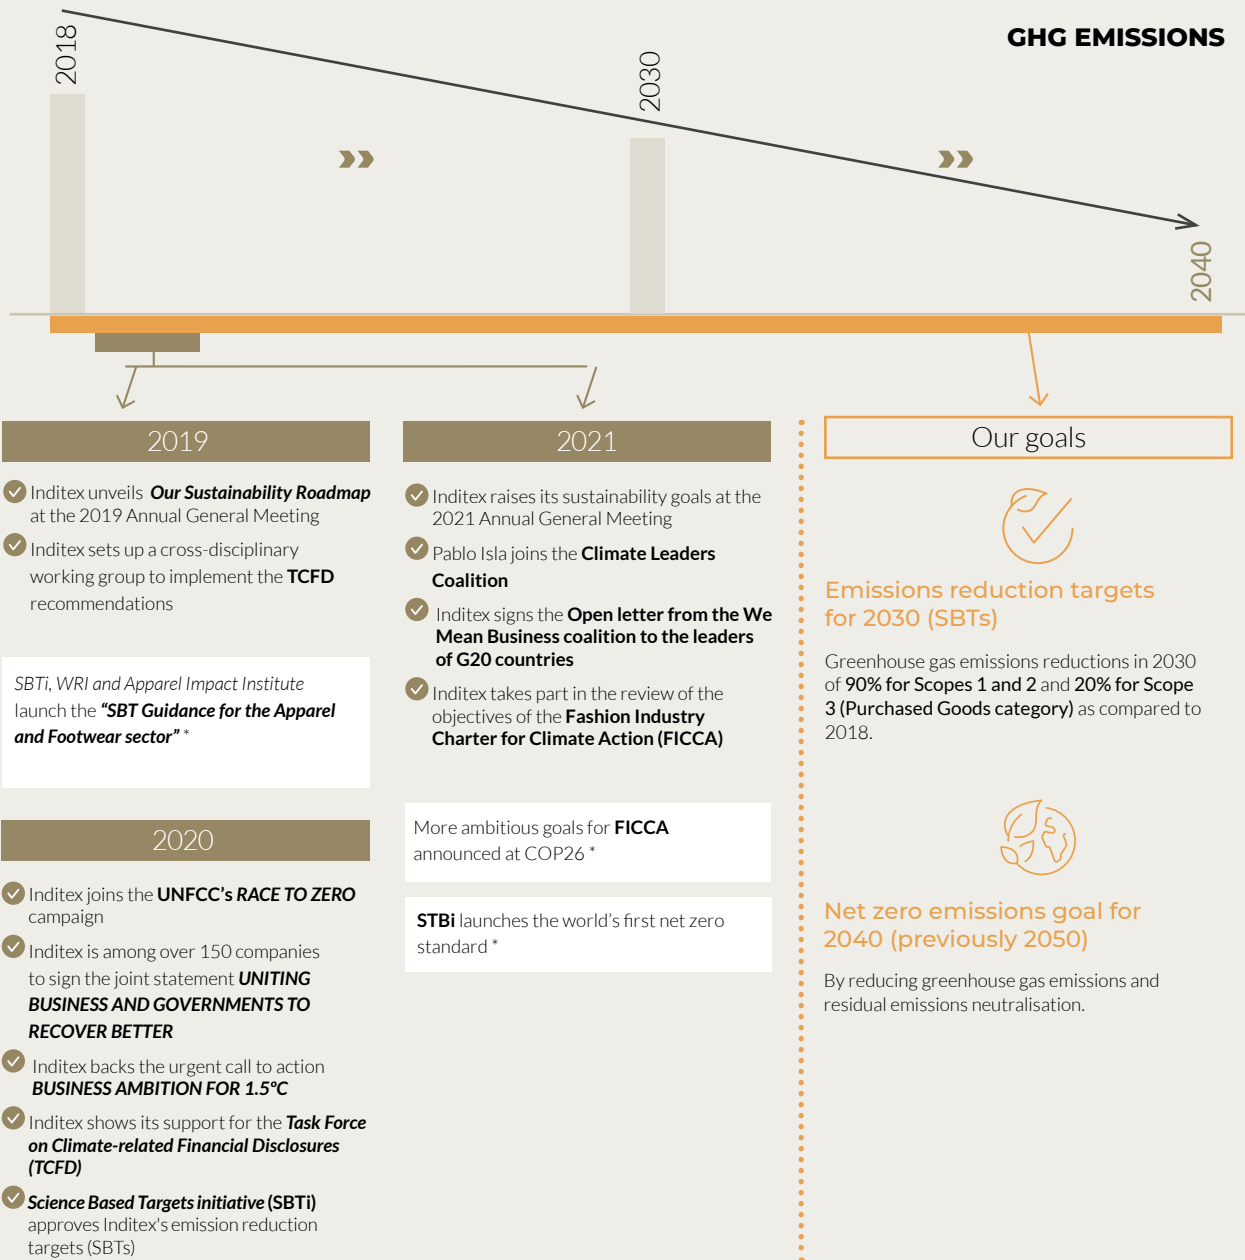 GHG EMISSIONS
2018
2030
2040
2019
Inditex unveils Our Sustainability Roadmap
at the 2019 Annual General Meeting
Inditex sets up a cross-disciplinary
working group to implement the TCFD
recommendations
SBTi, WRI and Apparel Impact Institute
launch the “SBT Guidance for the Apparel
and Footwear sector” *
2020
Inditex joins the UNFCC's RACE TO ZERO
campaign
Inditex is among over 150 companies
to sign the joint statement UNITING
BUSINESS AND GOVERNMENTS TO
RECOVER BETTER
Inditex backs the urgent call to action
BUSINESS AMBITION FOR 1.5ºC
Inditex shows its support for the Task Force
on Climate-related Financial Disclosures
(TCFD)
Science Based Targets initiative (SBTi)
approves Inditex's emission reduction
targets (SBTs)
2021
Inditex raises its sustainability goals at the
2021 Annual General Meeting
Pablo Isla joins the Climate Leaders
Coalition
Inditex signs the Open letter from the We
Mean Business coalition to the leaders
of G20 countries
Inditex takes part in the review of the
objectives of the Fashion Industry
Charter for Climate Action (FICCA)
More ambitious goals for FICCA
announced at COP26 *
STBi launches the world’s first net zero
standard *
Our goals
Emissions reduction targets
for 2030 (SBTs)
Greenhouse gas emissions reductions in 2030
of 90% for Scopes 1 and 2 and 20% for Scope
3 (Purchased Goods category) as compared to
2018.
Net zero emissions goal for
2040 (previously 2050)
By reducing greenhouse gas emissions and
residual emissions neutralisation.